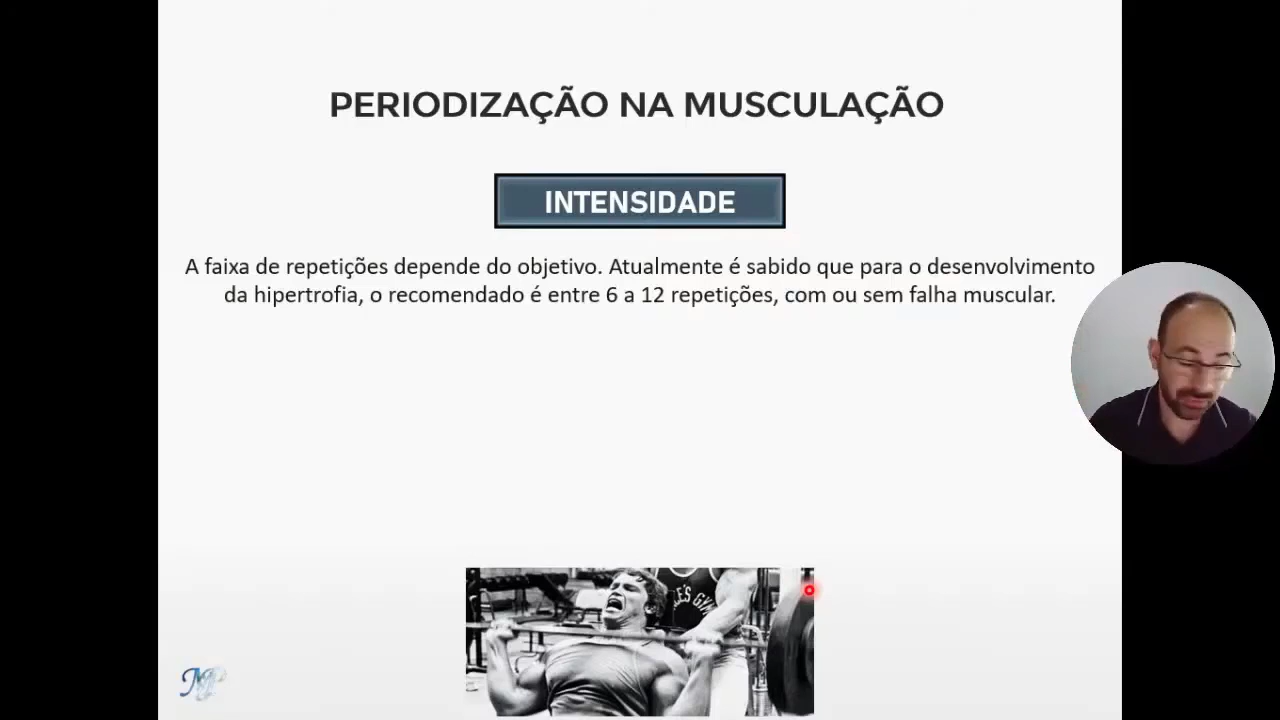 PERIODIZAÇÃO NA MUSCULAÇÃO
INTENSIDADE
A faixa de repetições depende do objetivo. Atualmente é sabido que para o desenvolvimento
da hipertrofia, o recomendado é entre 6 a 12 repetições, com ou sem falha muscular.